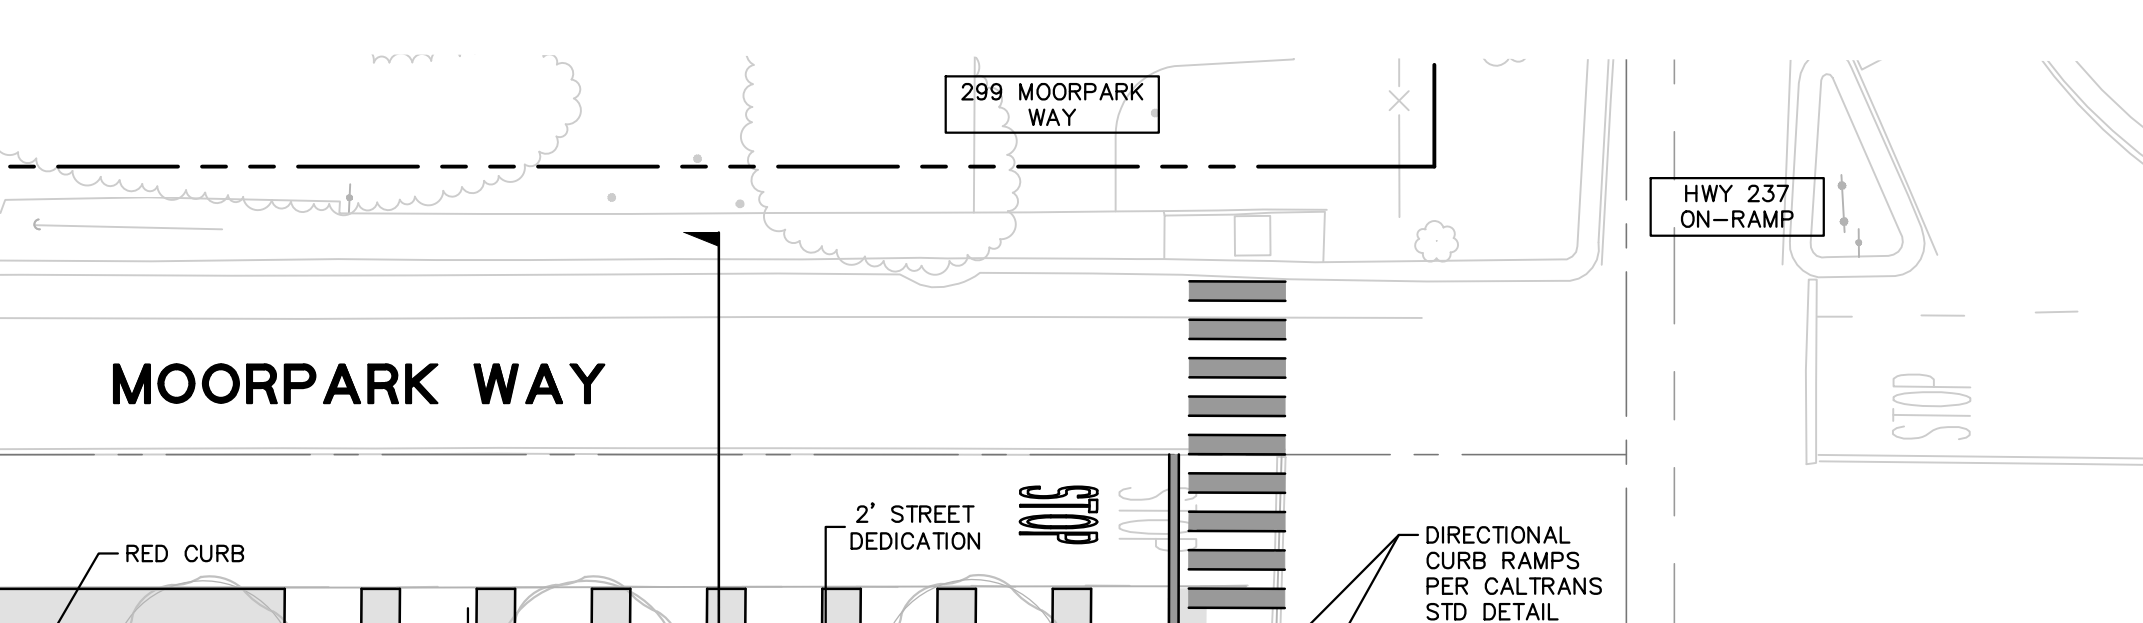 299 MOORPARK
WAY
HWY 237
ON-RAMP
MOORPARK WAY
STOP
STOP
STOP
2' STREET
DEDICATION
RED CURB
DIRECTIONAL
CURB RAMPS
PER CALTRANS
STD DETAIL